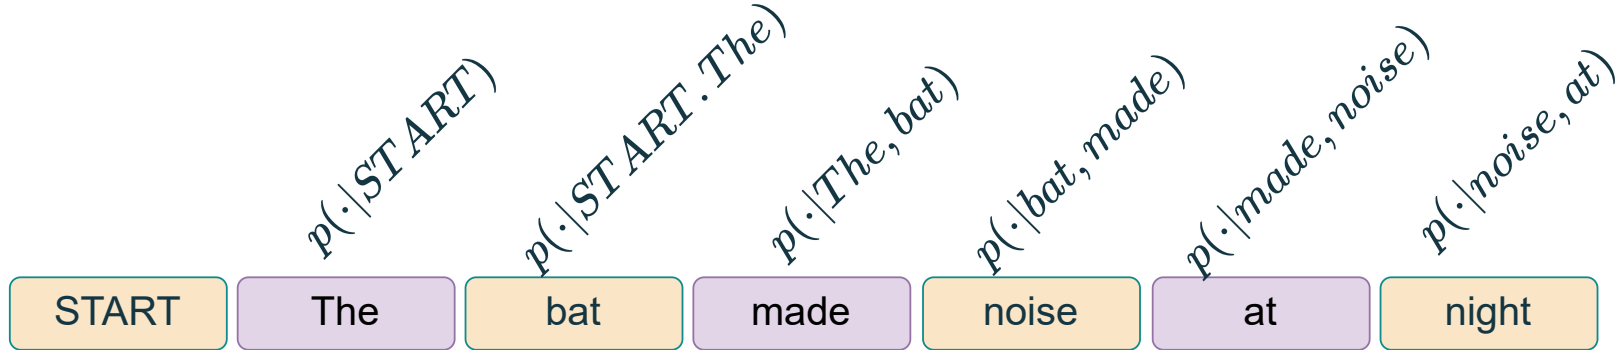 p(·|START)
p(·|START.The)
p(·|The, bat)
p(·|bat, made)
p(·|made, noise)
p(·|noise, at)
START The bat made noise at night